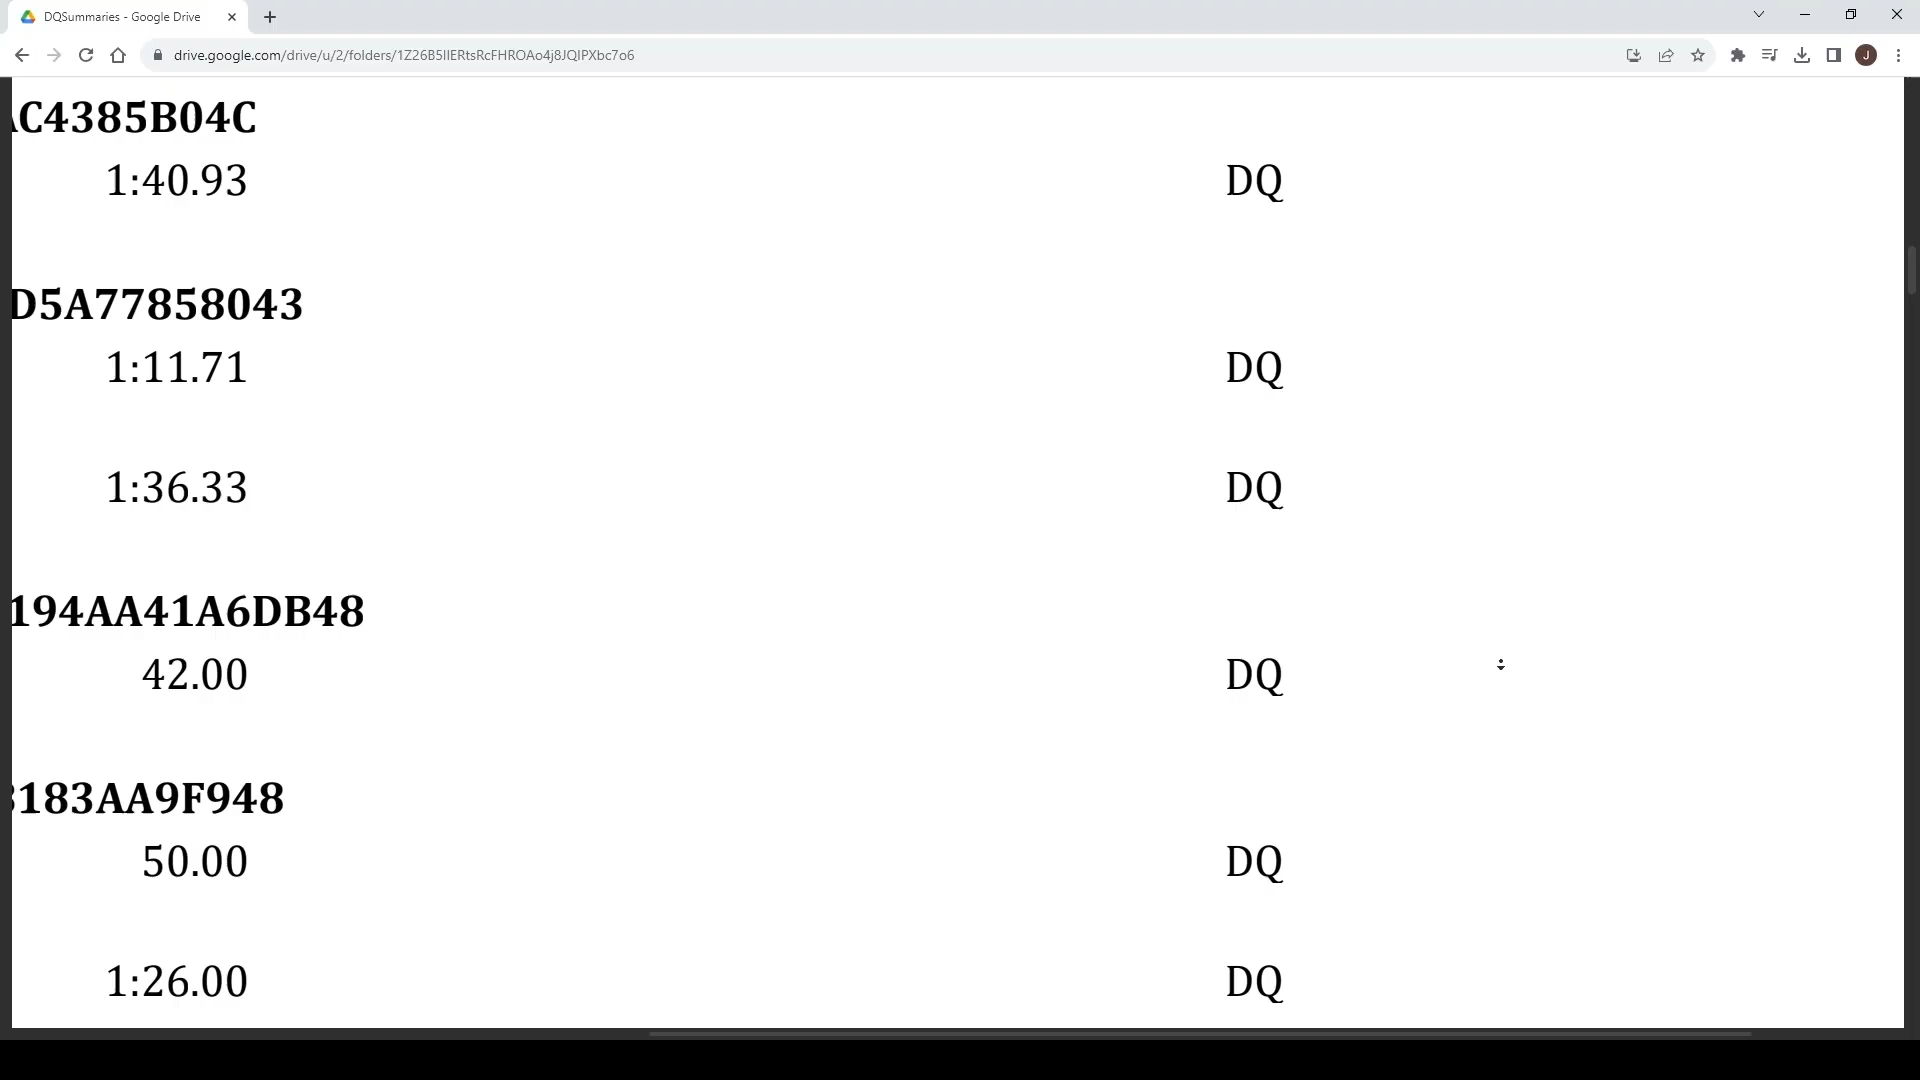 DQSummaries - Google Drive
drive.google.com/drive/u/2/folders/1Z26B5IlERtsRcFHROAo4j8JQlPXbc7o6
J
C4385B04C
1:40.93 DQ
D5A77858043
1:11.71 DQ
1:36.33 DQ
194AA41A6DB48
42.00 DQ
183AA9F948
50.00 DQ
1:26.00 DQ